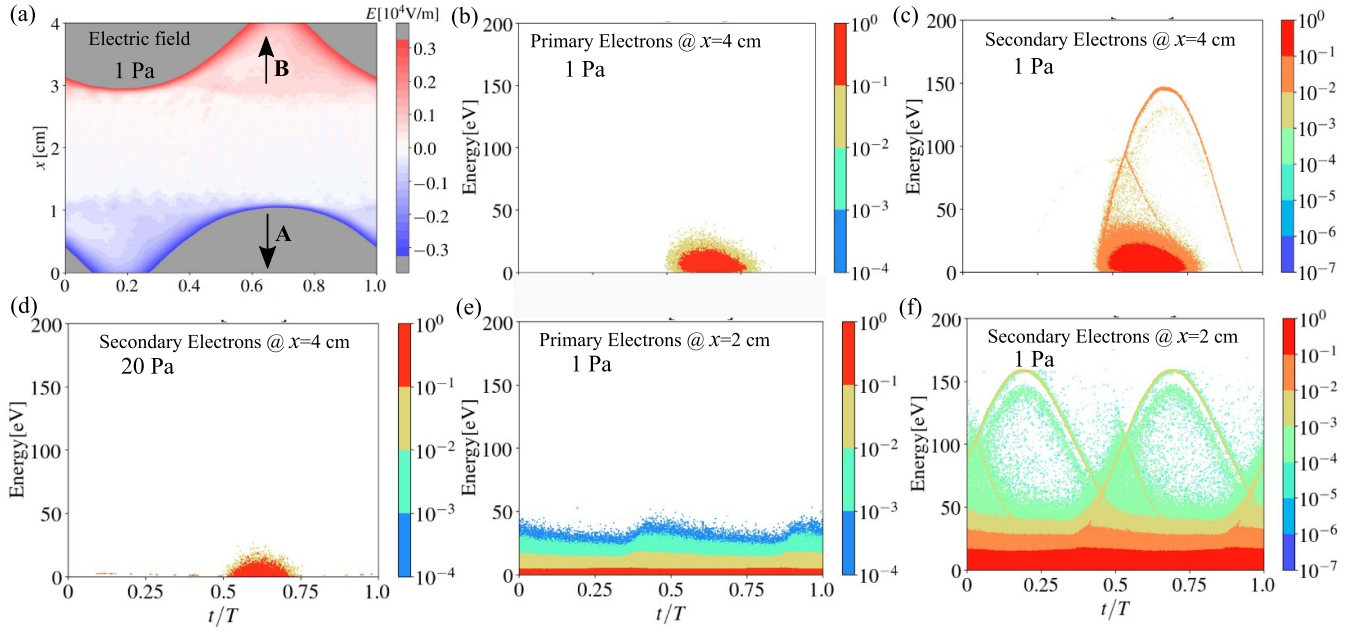 (a)
E[10⁴V/m]
Electric field
1 Pa
B
A
x [cm]
4
3
2
1
0
0 0.2 0.4 0.6 0.8 1.0
0.3
0.2
0.1
0.0
−0.1
−0.2
−0.3
(b)
Primary Electrons @ x=4 cm
1 Pa
Energy[eV]
200
150
100
50
0
10⁰
10⁻¹
10⁻²
10⁻³
10⁻⁴
(c)
Secondary Electrons @ x=4 cm
1 Pa
Energy[eV]
200
150
100
50
0
10⁰
10⁻¹
10⁻²
10⁻³
10⁻⁴
10⁻⁵
10⁻⁶
10⁻⁷
(d)
Secondary Electrons @ x=4 cm
20 Pa
Energy[eV]
200
150
100
50
0
0 0.25 0.5 0.75 1.0
t/T
10⁰
10⁻¹
10⁻²
10⁻³
10⁻⁴
(e)
Primary Electrons @ x=2 cm
1 Pa
Energy[eV]
200
150
100
50
0
0 0.25 0.5 0.75 1.0
t/T
10⁰
10⁻¹
10⁻²
10⁻³
10⁻⁴
(f)
Secondary Electrons @ x=2 cm
1 Pa
Energy[eV]
200
150
100
50
0
0 0.25 0.5 0.75 1.0
t/T
10⁰
10⁻¹
10⁻²
10⁻³
10⁻⁴
10⁻⁵
10⁻⁶
10⁻⁷